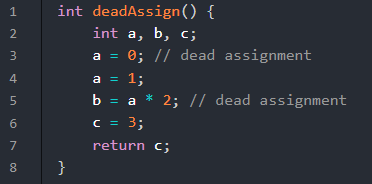 1 int deadAssign() {
2     int a, b, c;
3     a = 0; // dead assignment
4     a = 1;
5     b = a * 2; // dead assignment
6     c = 3;
7     return c;
8 }